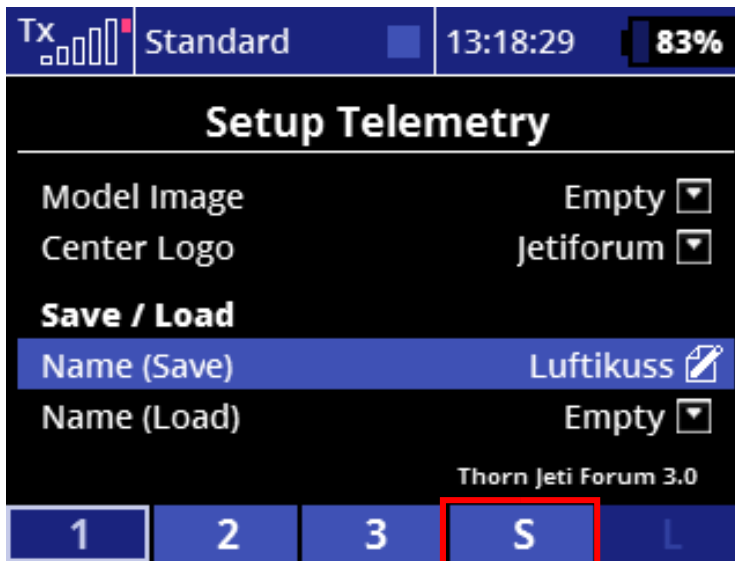 Tx Standard 13:18:29 83%
Setup Telemetry
Model Image Empty
Center Logo Jetiforum
Save / Load
Name (Save) Luftikuss
Name (Load) Empty
Thorn Jeti Forum 3.0
1 2 3 S L